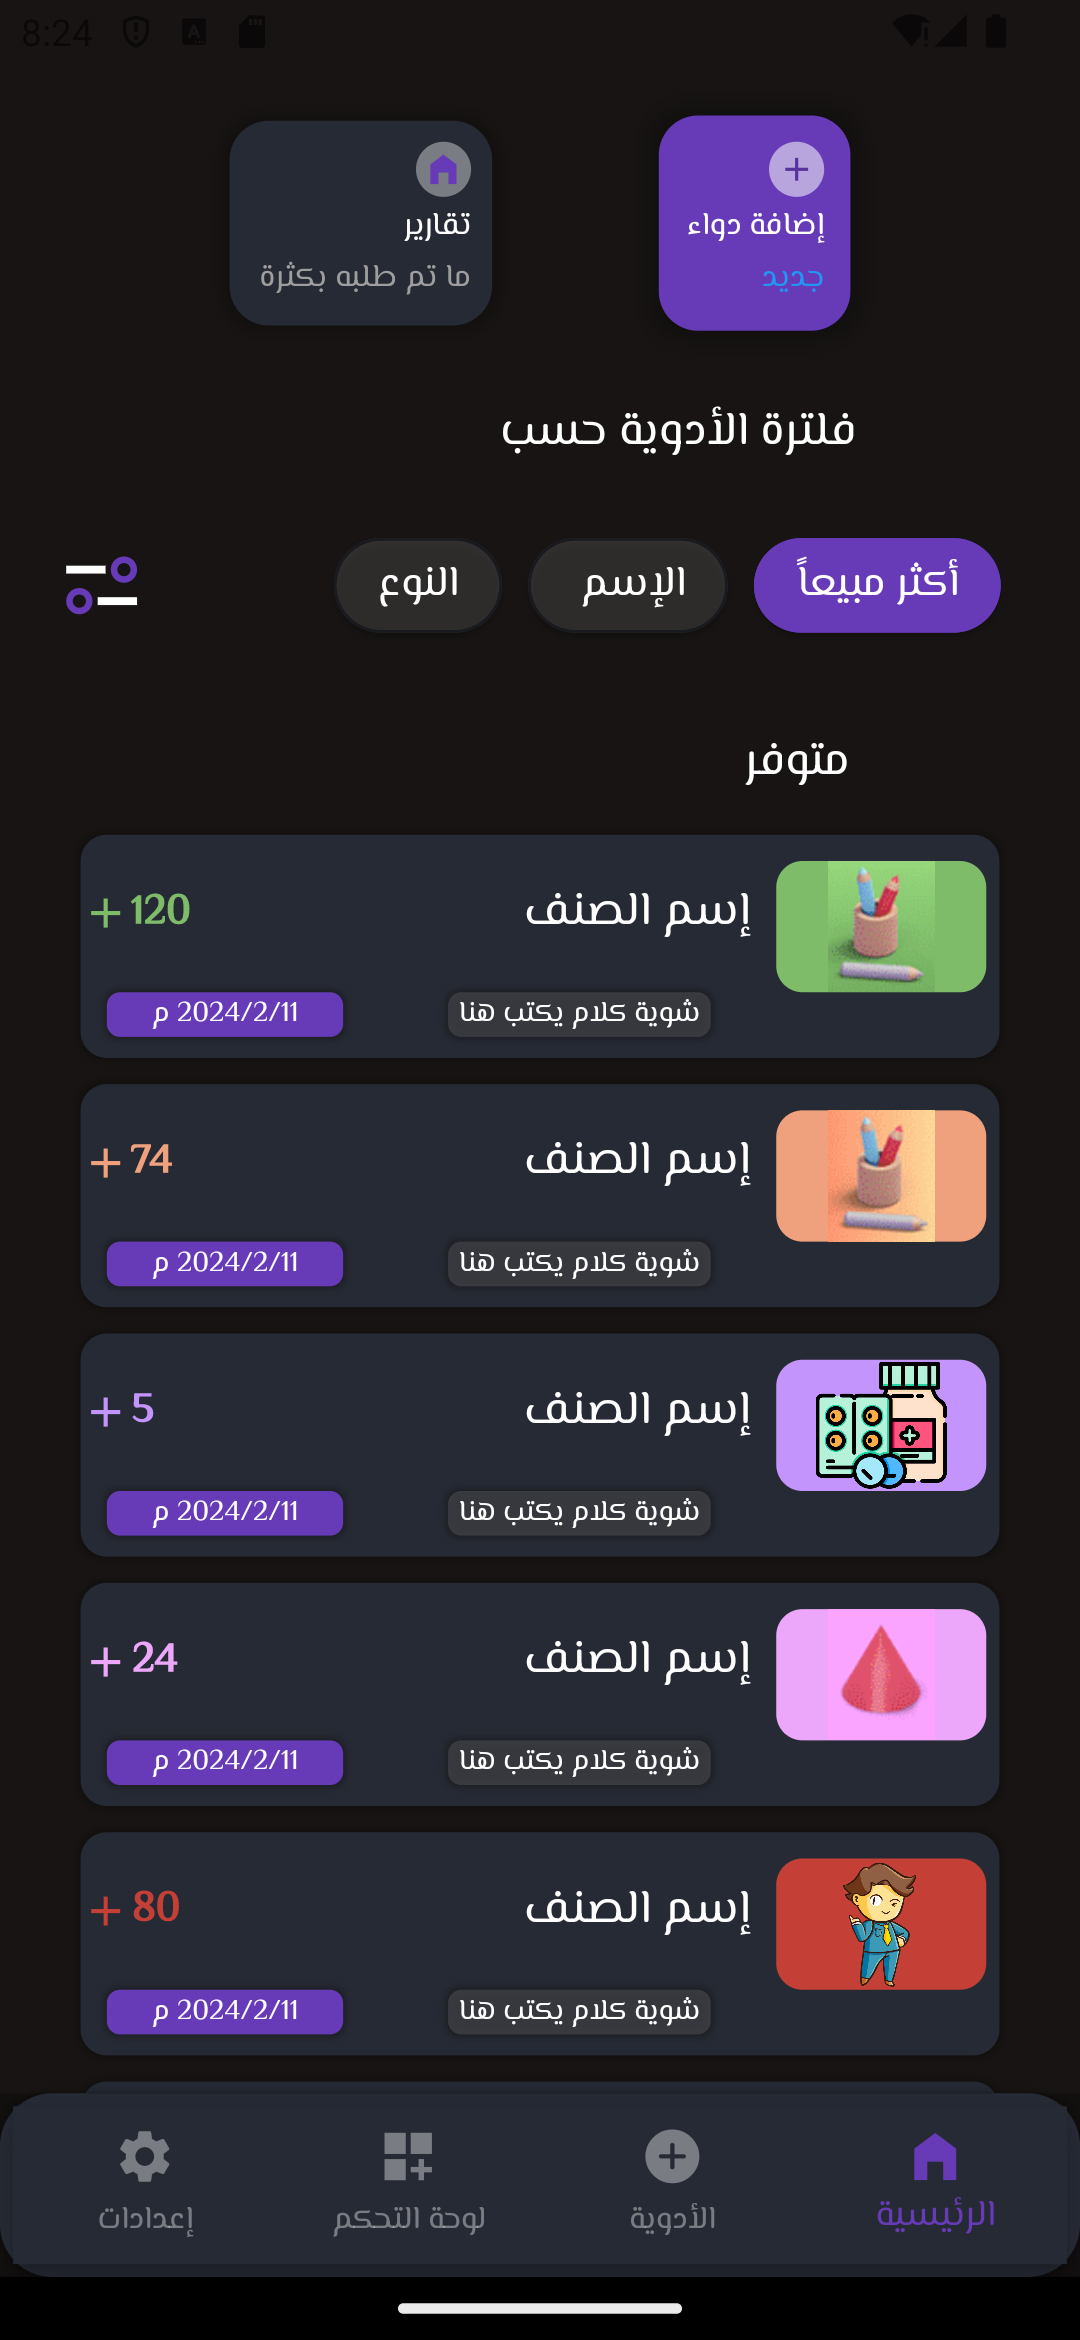 8:24
إضافة دواء
جديد
تقارير
ما تم طلبه بكثرة
فلترة الأدوية حسب
أكثر مبيعاً
الإسم
النوع
متوفر
إسم الصنف
+ 120
شوية كلام يكتب هنا
2024/2/11 م
إسم الصنف
+ 74
شوية كلام يكتب هنا
2024/2/11 م
إسم الصنف
+ 5
شوية كلام يكتب هنا
2024/2/11 م
إسم الصنف
+ 24
شوية كلام يكتب هنا
2024/2/11 م
إسم الصنف
+ 80
شوية كلام يكتب هنا
2024/2/11 م
الرئيسية
الأدوية
لوحة التحكم
إعدادات